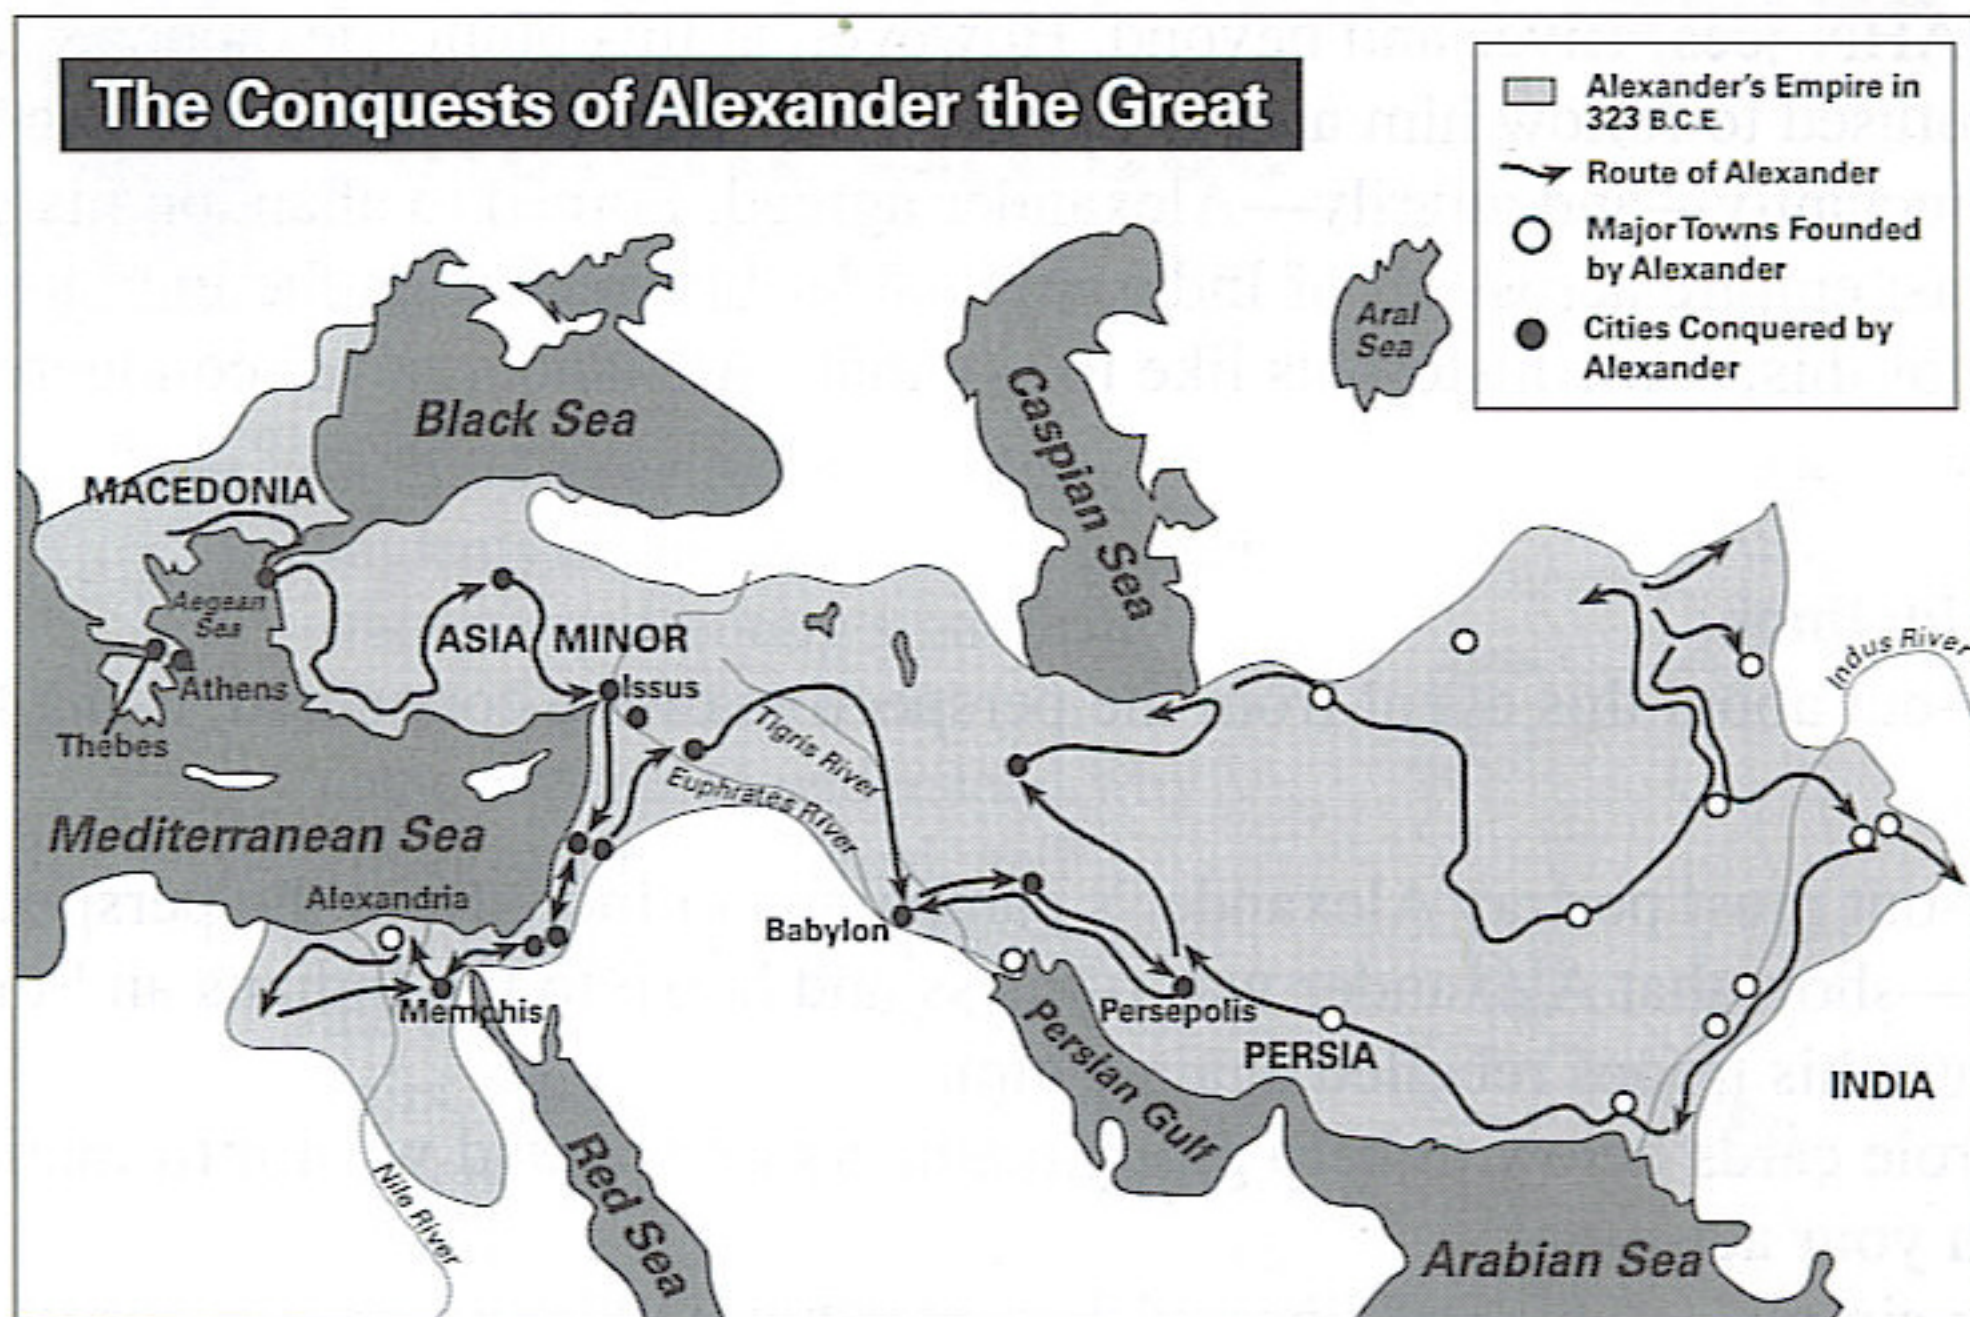 The Conquests of Alexander the Great
Alexander's Empire in
323 B.C.E.
Route of Alexander
Major Towns Founded
by Alexander
Cities Conquered by
Alexander
Aral
Sea
Black Sea
Caspian Sea
MACEDONIA
Aegean
Sea
ASIA MINOR
Indus River
Issus
Athens
Thebes
Tigris River
Euphrates River
Mediterranean Sea
Alexandria
Babylon
Memphis
Persepolis
Persian Gulf
PERSIA
INDIA
Nile River
Red Sea
Arabian Sea